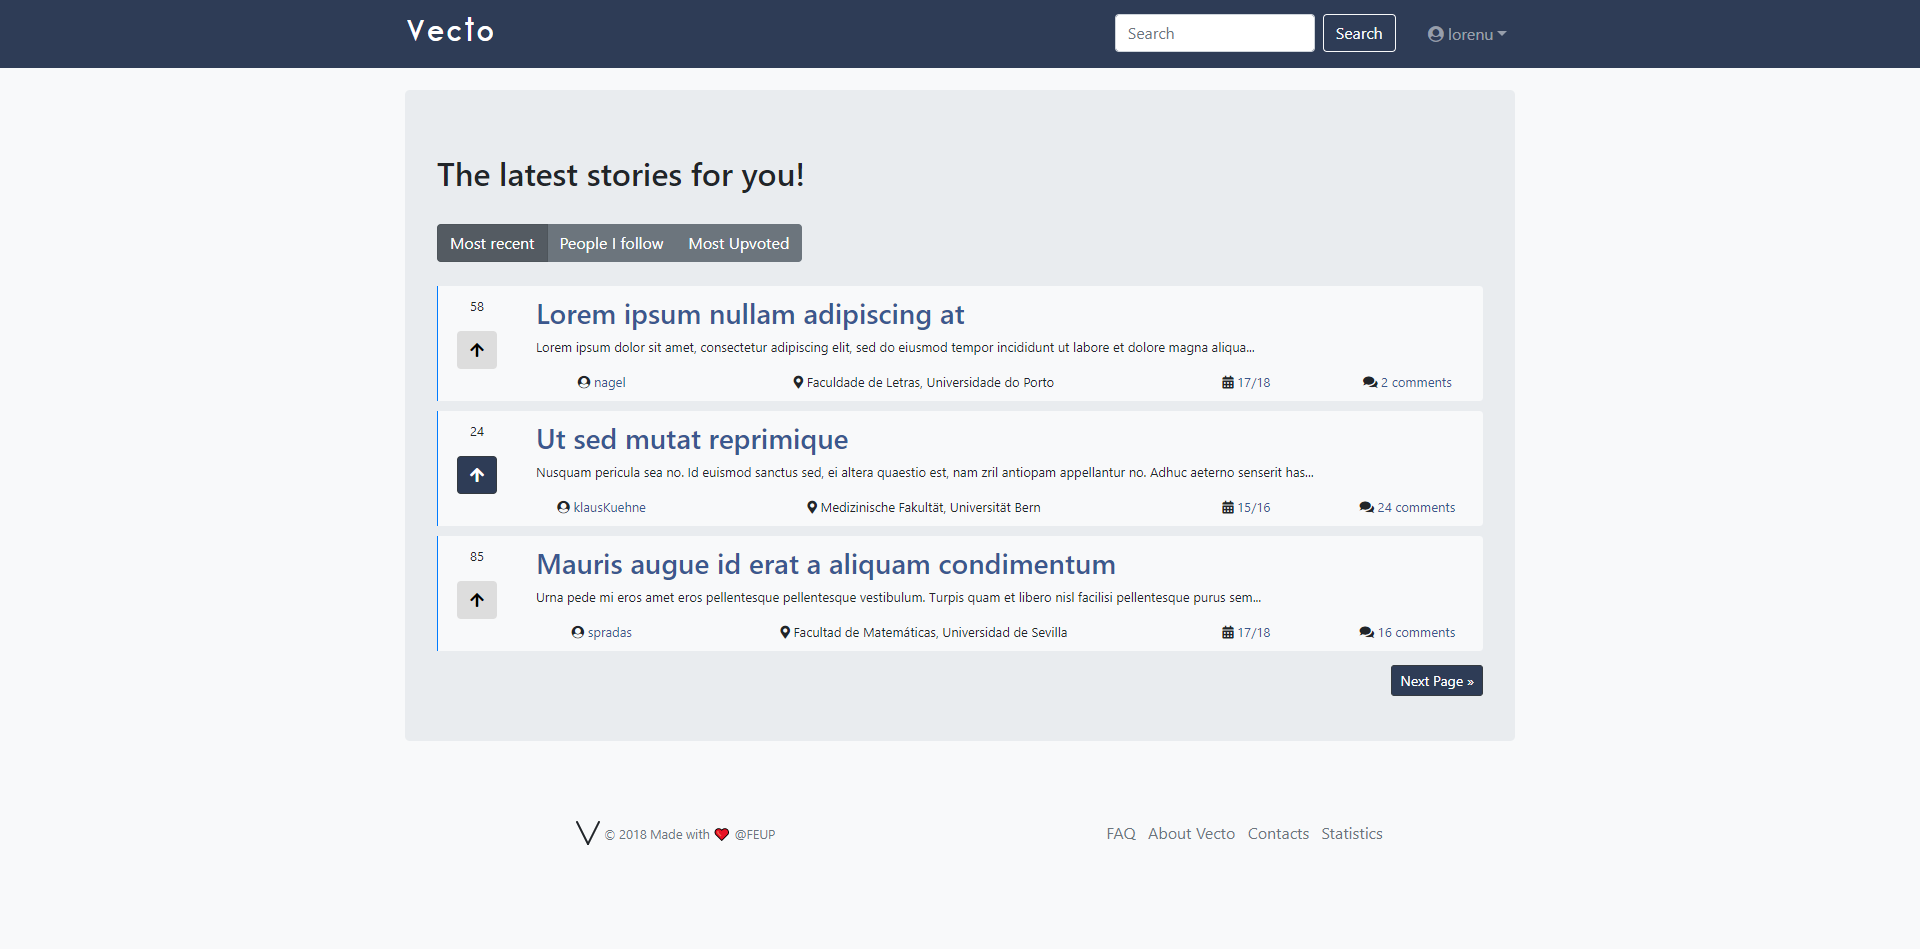 Vecto
Search Search lorenu
The latest stories for you!
Most recent People I follow Most Upvoted
58
Lorem ipsum nullam adipiscing at
Lorem ipsum dolor sit amet, consectetur adipiscing elit, sed do eiusmod tempor incididunt ut labore et dolore magna aliqua...
nagel Faculdade de Letras, Universidade do Porto 17/18 2 comments
24
Ut sed mutat reprimique
Nusquam pericula sea no. Id euismod sanctus sed, ei altera quaestio est, nam zril antiopam appellantur no. Adhuc aeterno senserit has...
klausKuehne Medizinische Fakultät, Universität Bern 15/16 24 comments
85
Mauris augue id erat a aliquam condimentum
Urna pede mi eros amet eros pellentesque pellentesque vestibulum. Turpis quam et libero nisl facilisi pellentesque purus sem...
spradas Facultad de Matemáticas, Universidad de Sevilla 17/18 16 comments
Next Page »
© 2018 Made with ❤ @FEUP
FAQ About Vecto Contacts Statistics